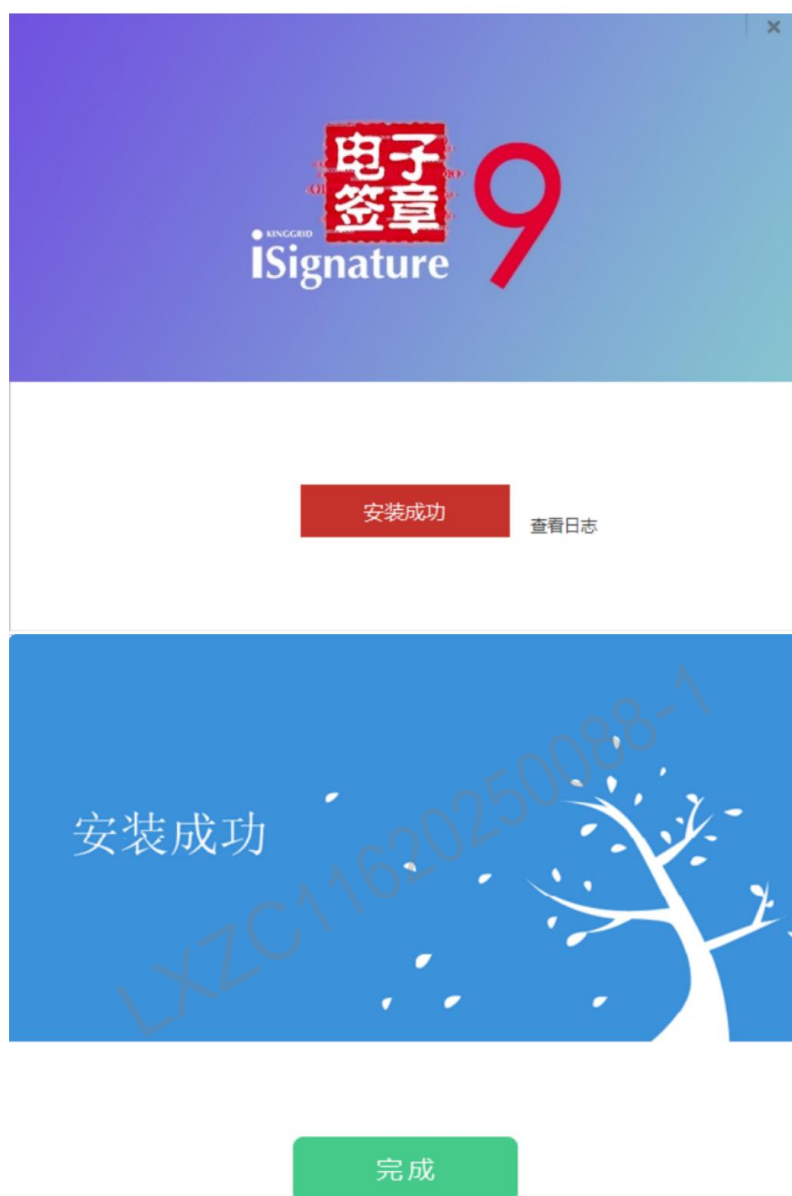 电子
签章
9
KINGGRID
iSignature
安装成功
查看日志
LXZC11620250088-1
安装成功
完成